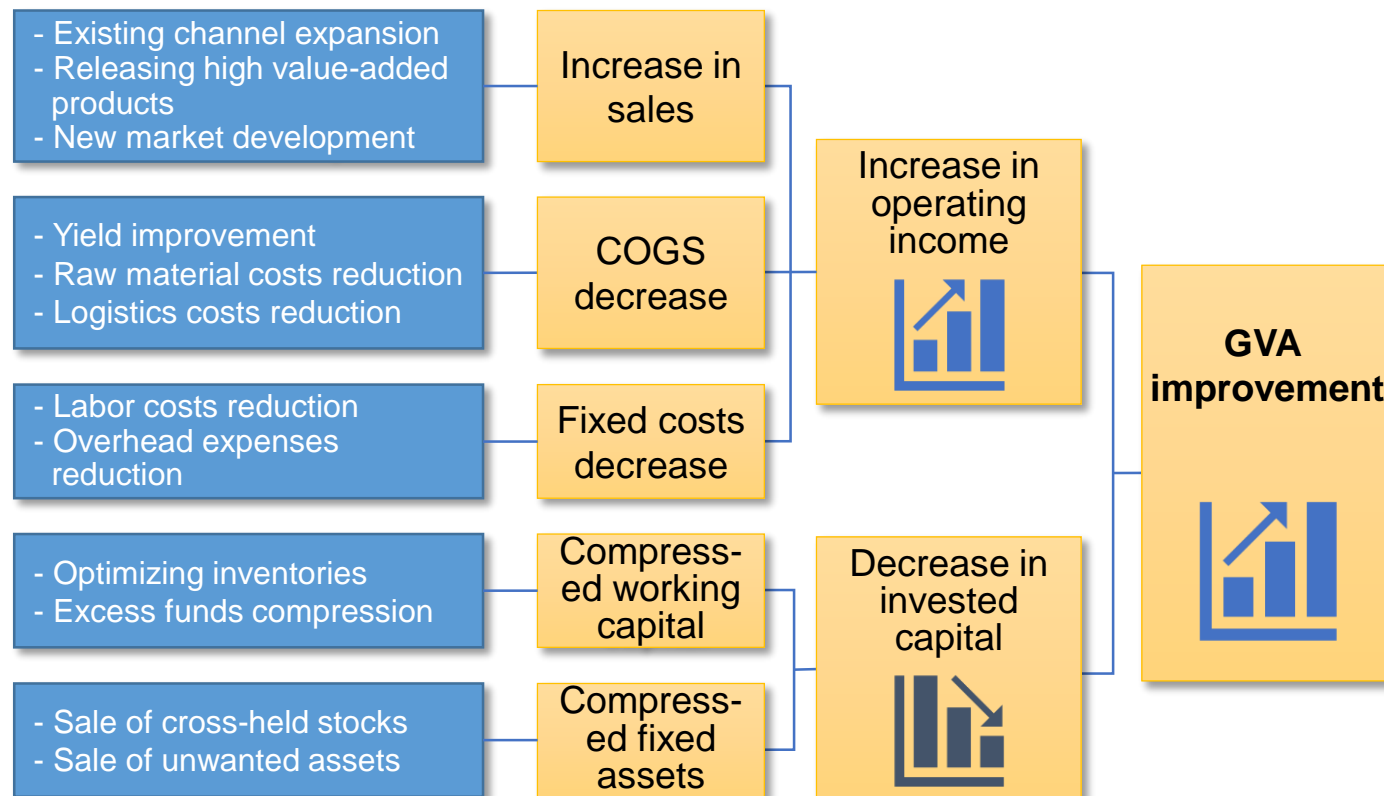 - Existing channel expansion
- Releasing high value-added
products
- New market development
Increase in
sales
- Yield improvement
- Raw material costs reduction
- Logistics costs reduction
COGS
decrease
- Labor costs reduction
- Overhead expenses
reduction
Fixed costs
decrease
Increase in
operating
income
- Optimizing inventories
- Excess funds compression
Compress-
ed working
capital
- Sale of cross-held stocks
- Sale of unwanted assets
Compress-
ed fixed
assets
Decrease in
invested
capital
GVA
improvement